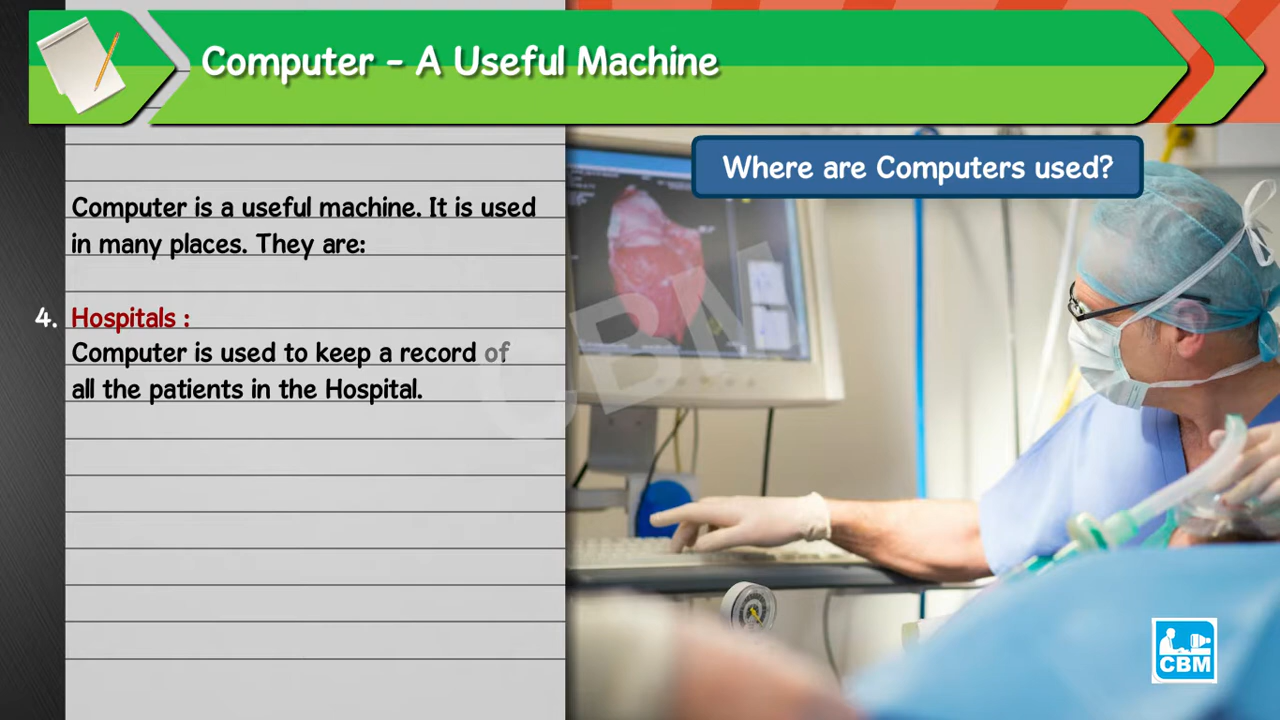 Computer - A Useful Machine
Where are Computers used?
Computer is a useful machine. It is used
in many places. They are:
4. Hospitals :
Computer is used to keep a record of
all the patients in the Hospital.
CBM
CBM